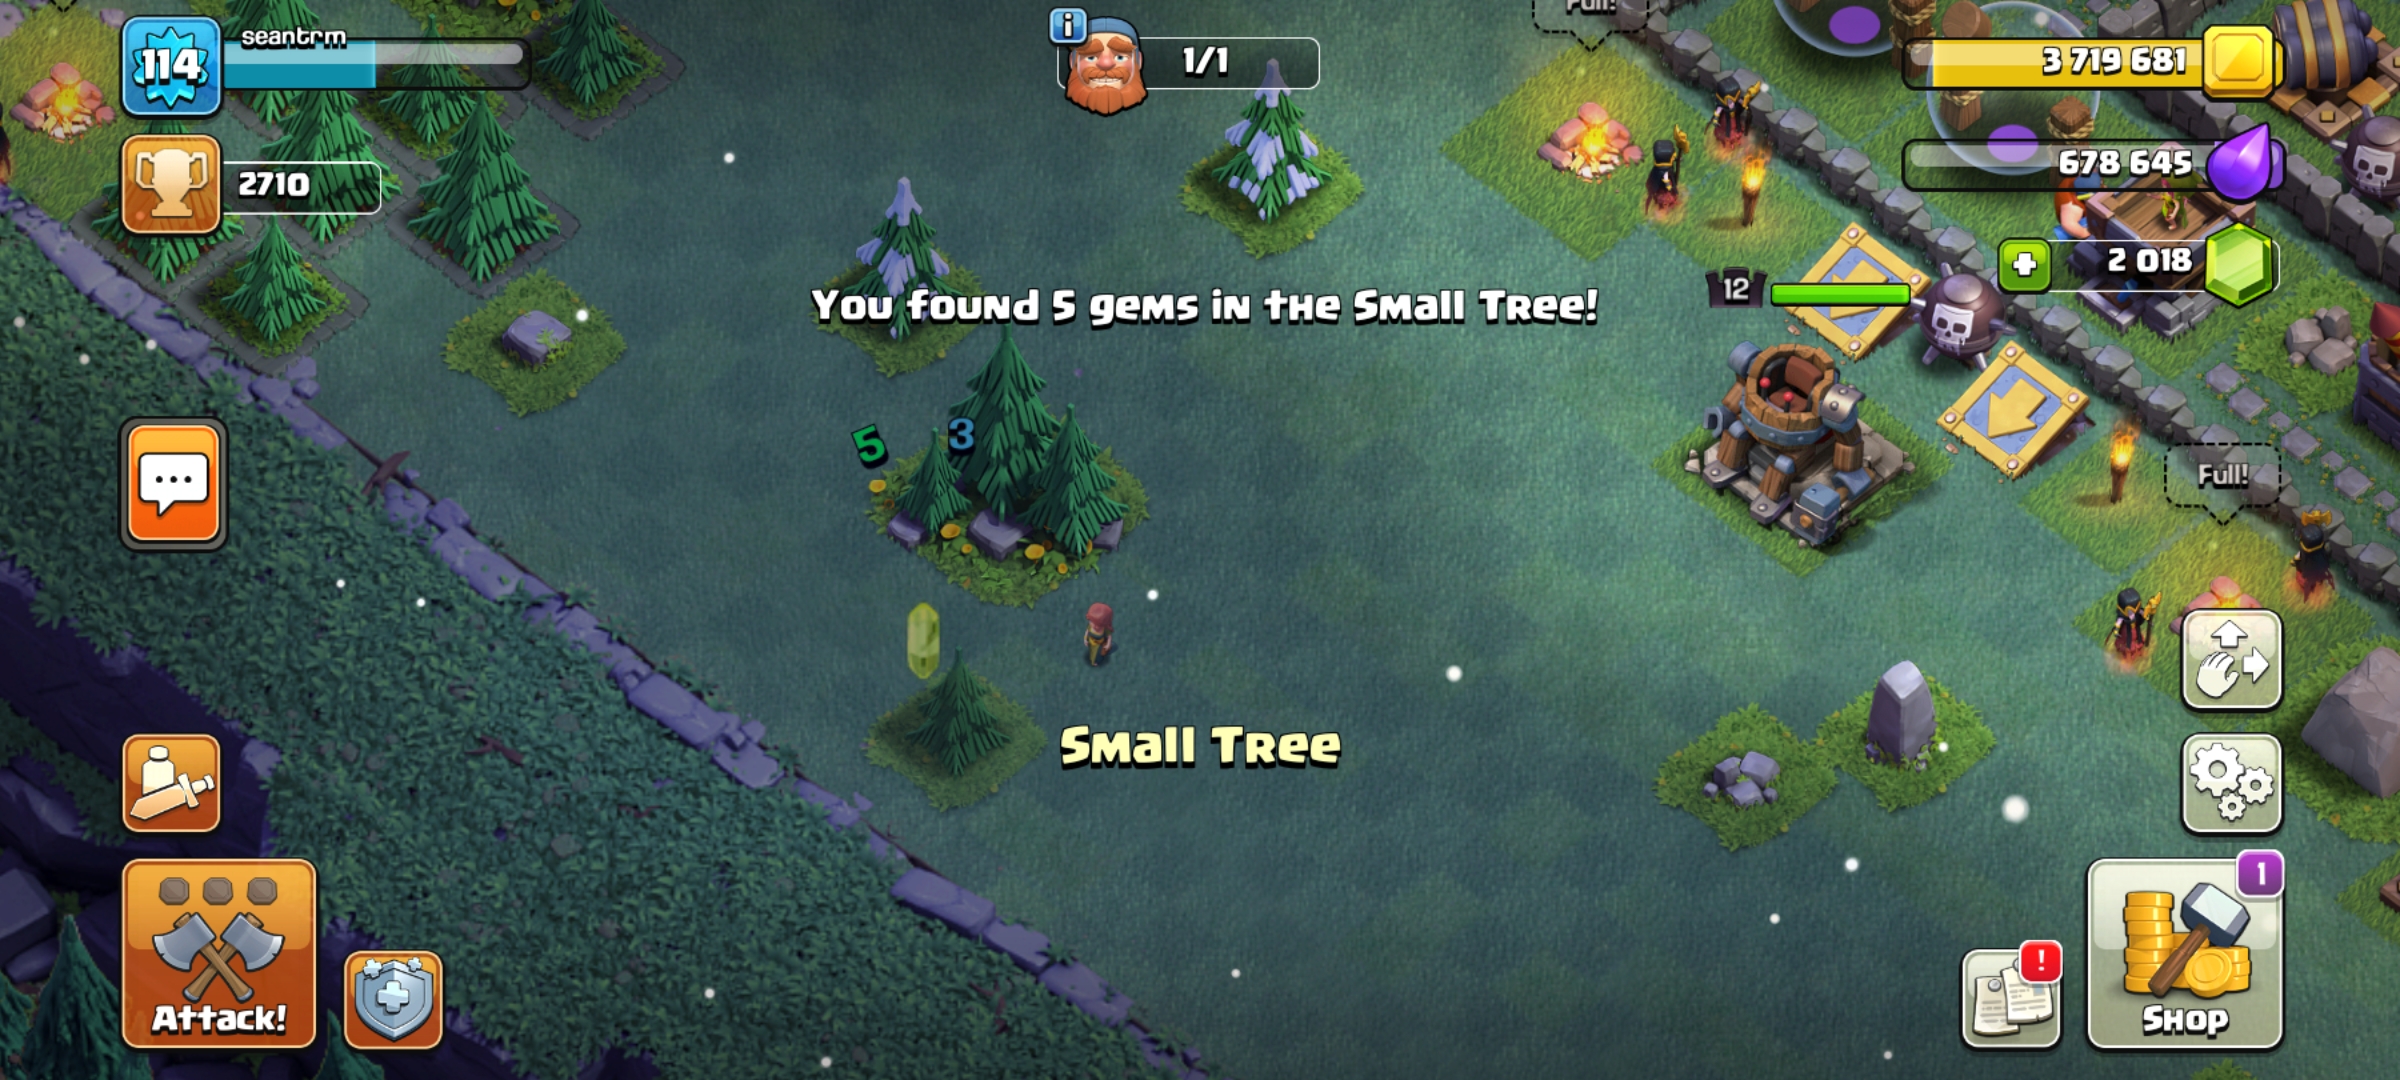 seantrm
114
1/1
Full!
3 719 681
2710
678 645
2 018
12
You found 5 gems in the Small Tree!
5
3
Full!
Small Tree
1
!
Attack!
Shop